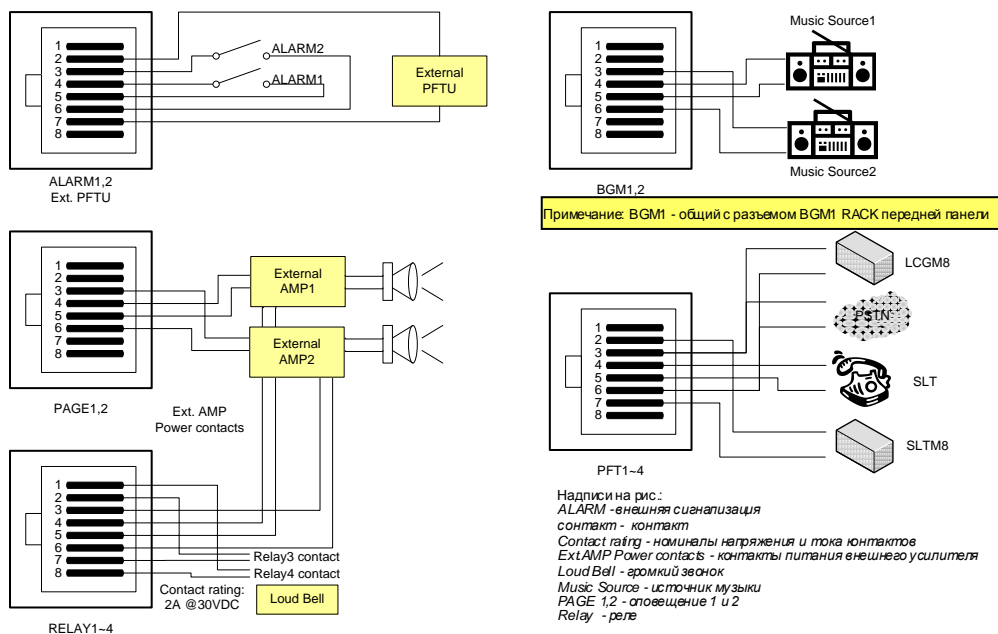 1
2
3
4
5
6
7
8
ALARM2
ALARM1
External
PFTU
ALARM1,2
Ext. PFTU
1
2
3
4
5
6
7
8
Music Source1
Music Source2
BGM1,2
Примечание: BGM1 - общий с разъемом BGM1 RACK передней панели
1
2
3
4
5
6
7
8
External
AMP1
External
AMP2
PAGE1,2
Ext. AMP
Power contacts
1
2
3
4
5
6
7
8
LCGM8
PSTN
SLT
SLTM8
PFT1~4
1
2
3
4
5
6
7
8
Relay3 contact
Relay4 contact
Contact rating:
2A @30VDC
Loud Bell
RELAY1~4
Надписи на рис.:
ALARM - внешняя сигнализация
контакт - контакт
Contact rating - номиналы напряжения и тока контактов
Ext.AMP Power contacts - контакты питания внешнего усилителя
Loud Bell - громкий звонок
Music Source - источник музыки
PAGE 1,2 - оповещение 1 и 2
Relay - реле